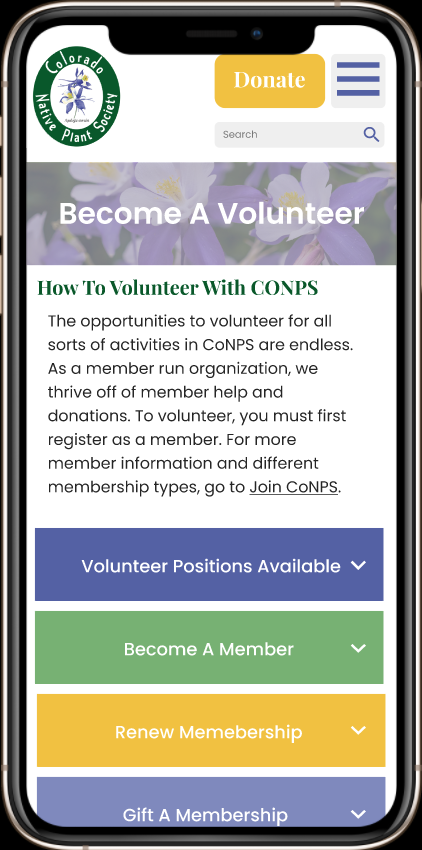 Colorado
Native Plant Society
Donate
Search
Become A Volunteer
How To Volunteer With CONPS
The opportunities to volunteer for all
sorts of activities in CoNPS are endless.
As a member run organization, we
thrive off of member help and
donations. To volunteer, you must first
register as a member. For more
member information and different
membership types, go to Join CoNPS.
Volunteer Positions Available
Become A Member
Renew Memebership
Gift A Membership